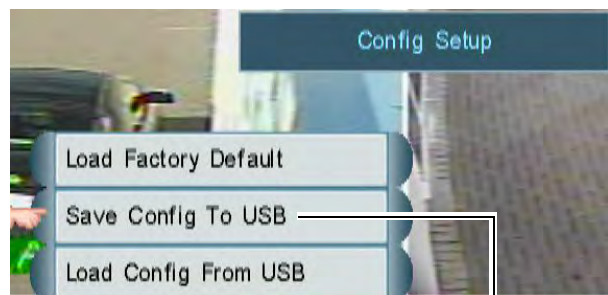 Config Setup
Load Factory Default
Save Config To USB
Load Config From USB